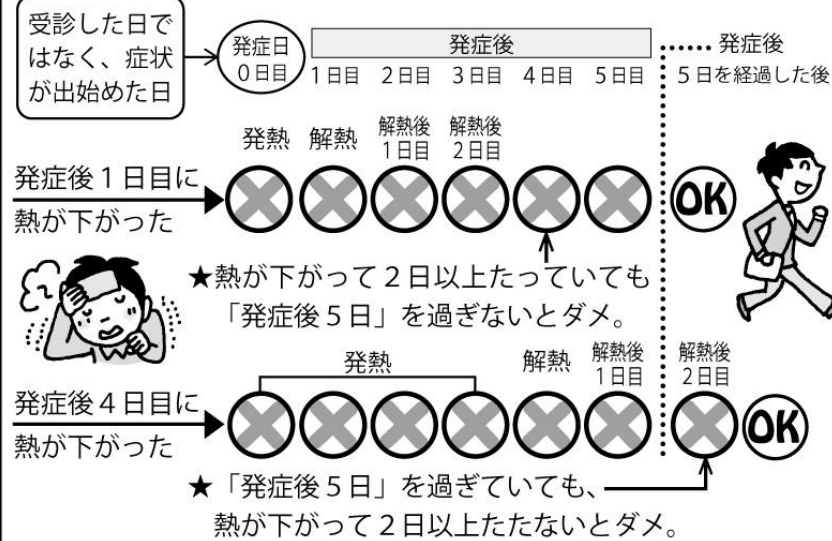 受診した日で
はなく、症状
が出始めた日
発症日
0日目
発症後
1日目 2日目 3日目 4日目 5日目
発症後
5日を経過した後
発熱 解熱 解熱後1日目 解熱後2日目
発症後1日目に
熱が下がった
OK
★熱が下がって2日以上たっていても
「発症後5日」を過ぎないとダメ。
発熱 解熱 解熱後1日目 解熱後2日目
発症後4日目に
熱が下がった
OK
★「発症後5日」を過ぎていても、
熱が下がって2日以上たたないとダメ。